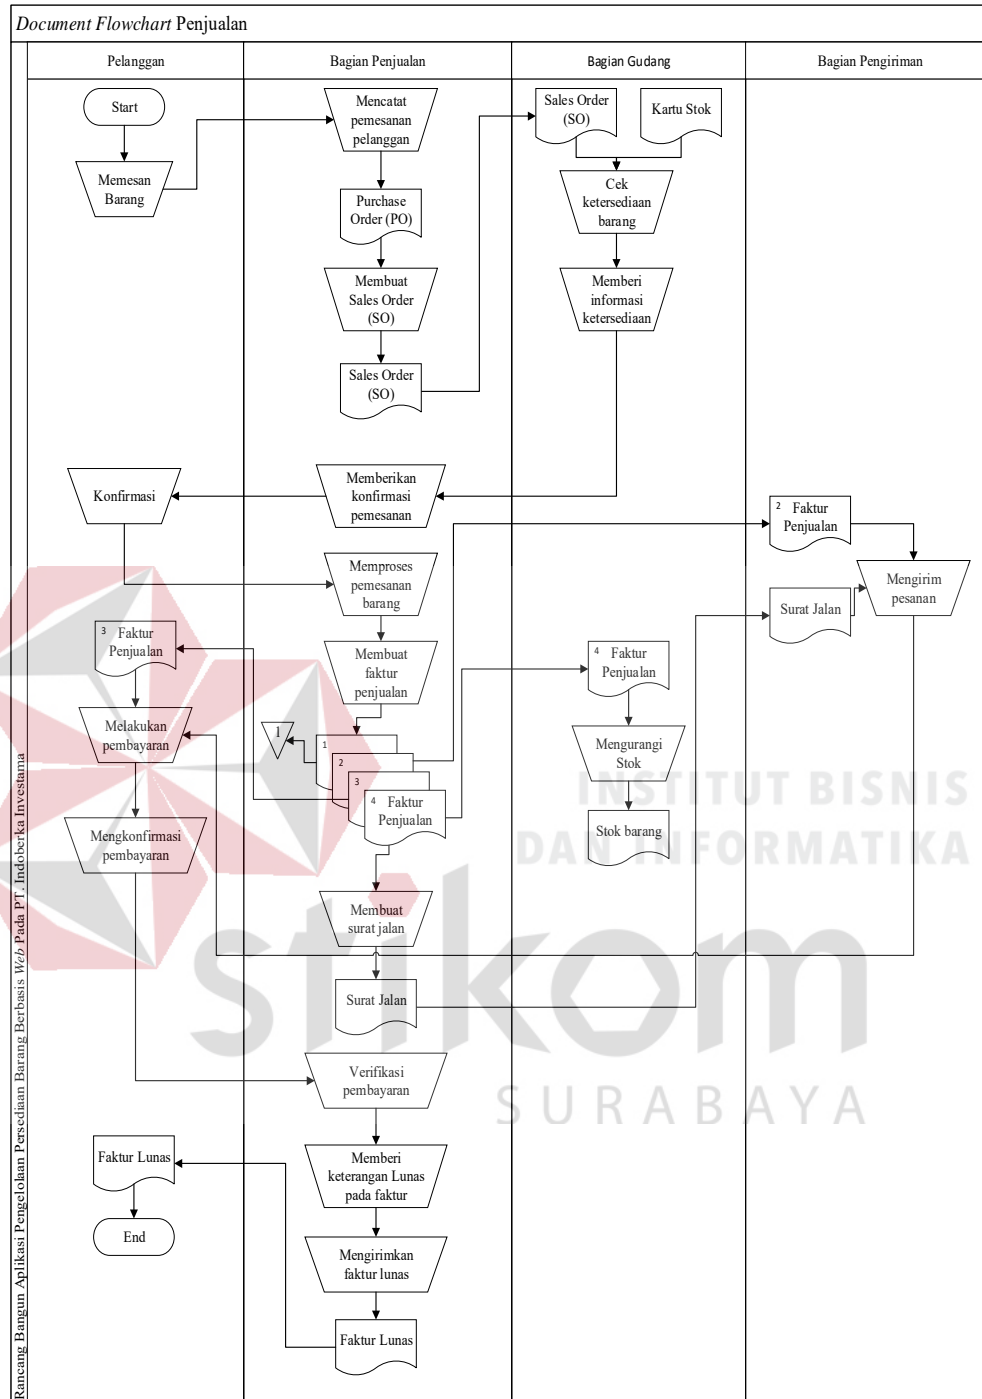 Document Flowchart Penjualan
Rancang Bangun Aplikasi Pengelolaan Persediaan Barang Berbasis Web Pada PT. Indoberka Investama
Pelanggan
Bagian Penjualan
Bagian Gudang
Bagian Pengiriman
Start
Memesan
Barang
Mencatat
pemesanan
pelanggan
Purchase
Order (PO)
Membuat
Sales Order
(SO)
Sales Order
(SO)
Sales Order
(SO)
Kartu Stok
Cek
ketersediaan
barang
Memberi
informasi
ketersediaan
Memberikan
konfirmasi
pemesanan
Konfirmasi
Memproses
pemesanan
barang
Membuat
faktur
penjualan
1
1
2
3
4 Faktur
Penjualan
2 Faktur
Penjualan
Mengirim
pesanan
Surat Jalan
3 Faktur
Penjualan
Melakukan
pembayaran
Mengkonfirmasi
pembayaran
4 Faktur
Penjualan
Mengurangi
Stok
Stok barang
Membuat
surat jalan
Surat Jalan
Verifikasi
pembayaran
Memberi
keterangan Lunas
pada faktur
Mengirimkan
faktur lunas
Faktur Lunas
Faktur Lunas
End
INSTITUT BISNIS
DAN INFORMATIKA
stikom
SURABAYA